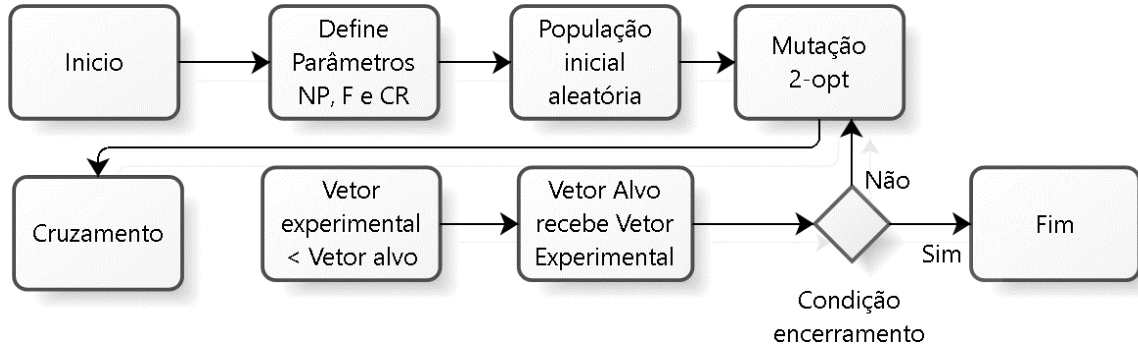 Inicio
Define
Parâmetros
NP, F e CR
População
inicial
aleatória
Mutação
2-opt
Cruzamento
Vetor
experimental
< Vetor alvo
Vetor Alvo
recebe Vetor
Experimental
Não
Sim
Condição
encerramento
Fim